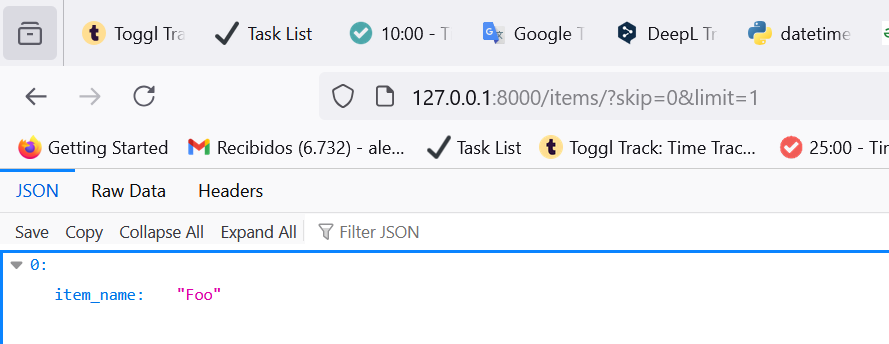 Toggl Tra Task List 10:00 - Ti Google T DeepL Tr datetime
127.0.0.1:8000/items/?skip=0&limit=1
Getting Started Recibidos (6.732) - ale... Task List Toggl Track: Time Trac... 25:00 - Tin
JSON Raw Data Headers
Save Copy Collapse All Expand All Filter JSON
0:
item_name: "Foo"